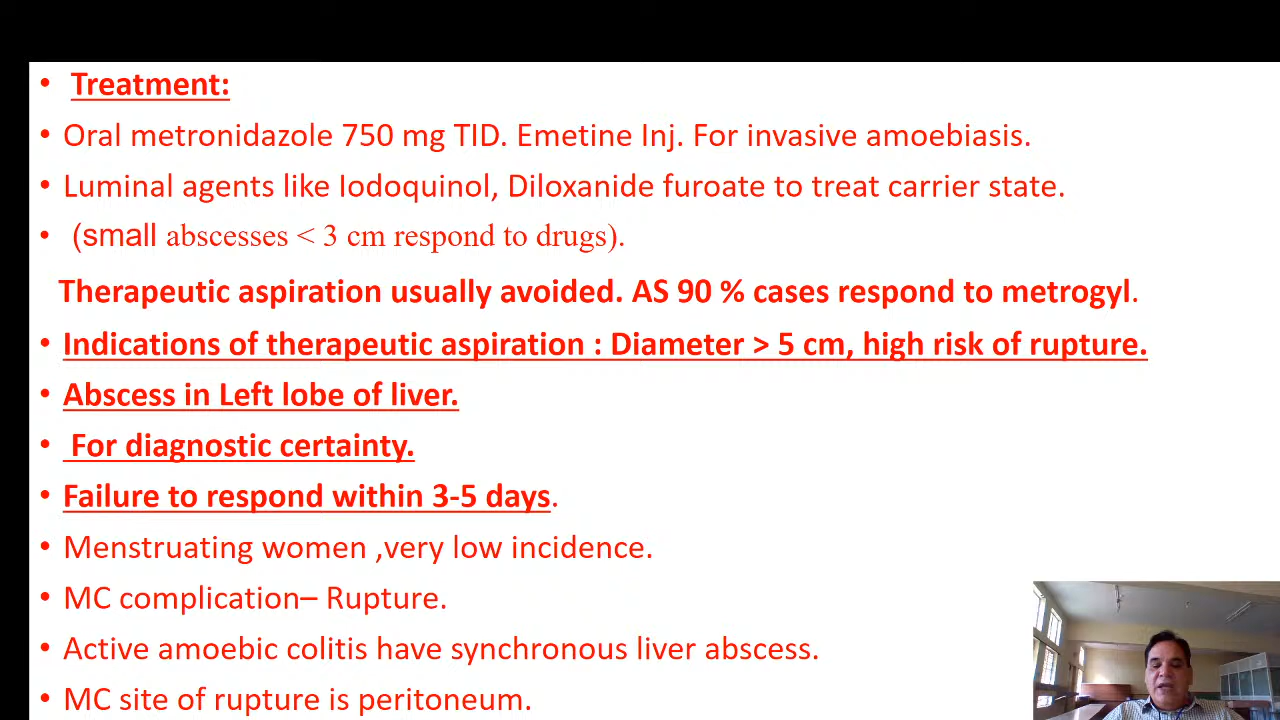 • Treatment:
• Oral metronidazole 750 mg TID. Emetine Inj. For invasive amoebiasis.
• Luminal agents like Iodoquinol, Diloxanide furoate to treat carrier state.
• (small abscesses < 3 cm respond to drugs).
Therapeutic aspiration usually avoided. AS 90 % cases respond to metrogyl.
• Indications of therapeutic aspiration : Diameter > 5 cm, high risk of rupture.
• Abscess in Left lobe of liver.
• For diagnostic certainty.
• Failure to respond within 3-5 days.
• Menstruating women ,very low incidence.
• MC complication– Rupture.
• Active amoebic colitis have synchronous liver abscess.
• MC site of rupture is peritoneum.